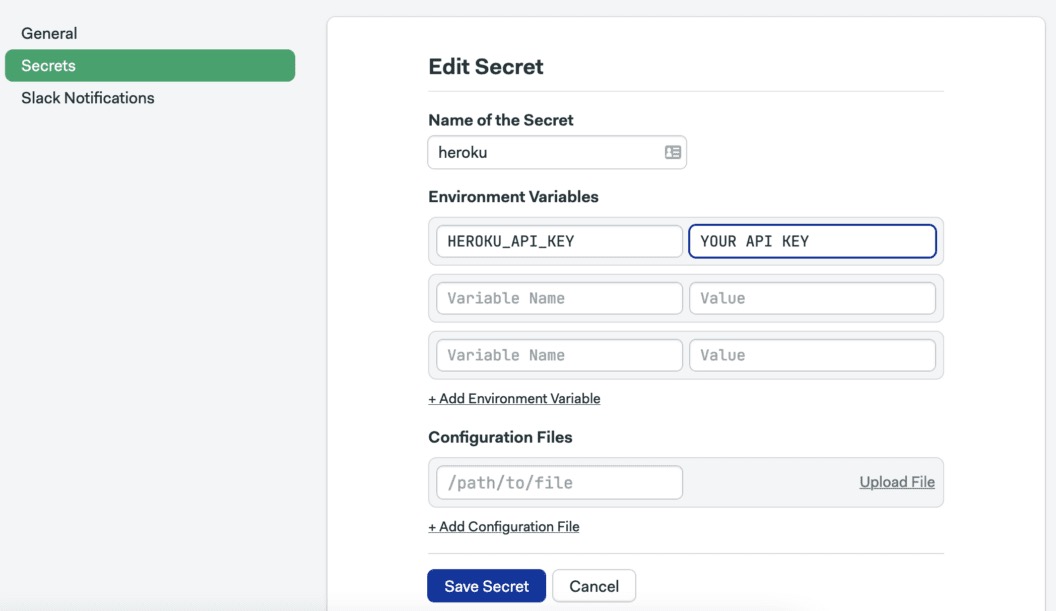 General
Secrets
Slack Notifications
Edit Secret
Name of the Secret
heroku
Environment Variables
HEROKU_API_KEY YOUR API KEY
Variable Name Value
Variable Name Value
+ Add Environment Variable
Configuration Files
/path/to/file Upload File
+ Add Configuration File
Save Secret Cancel